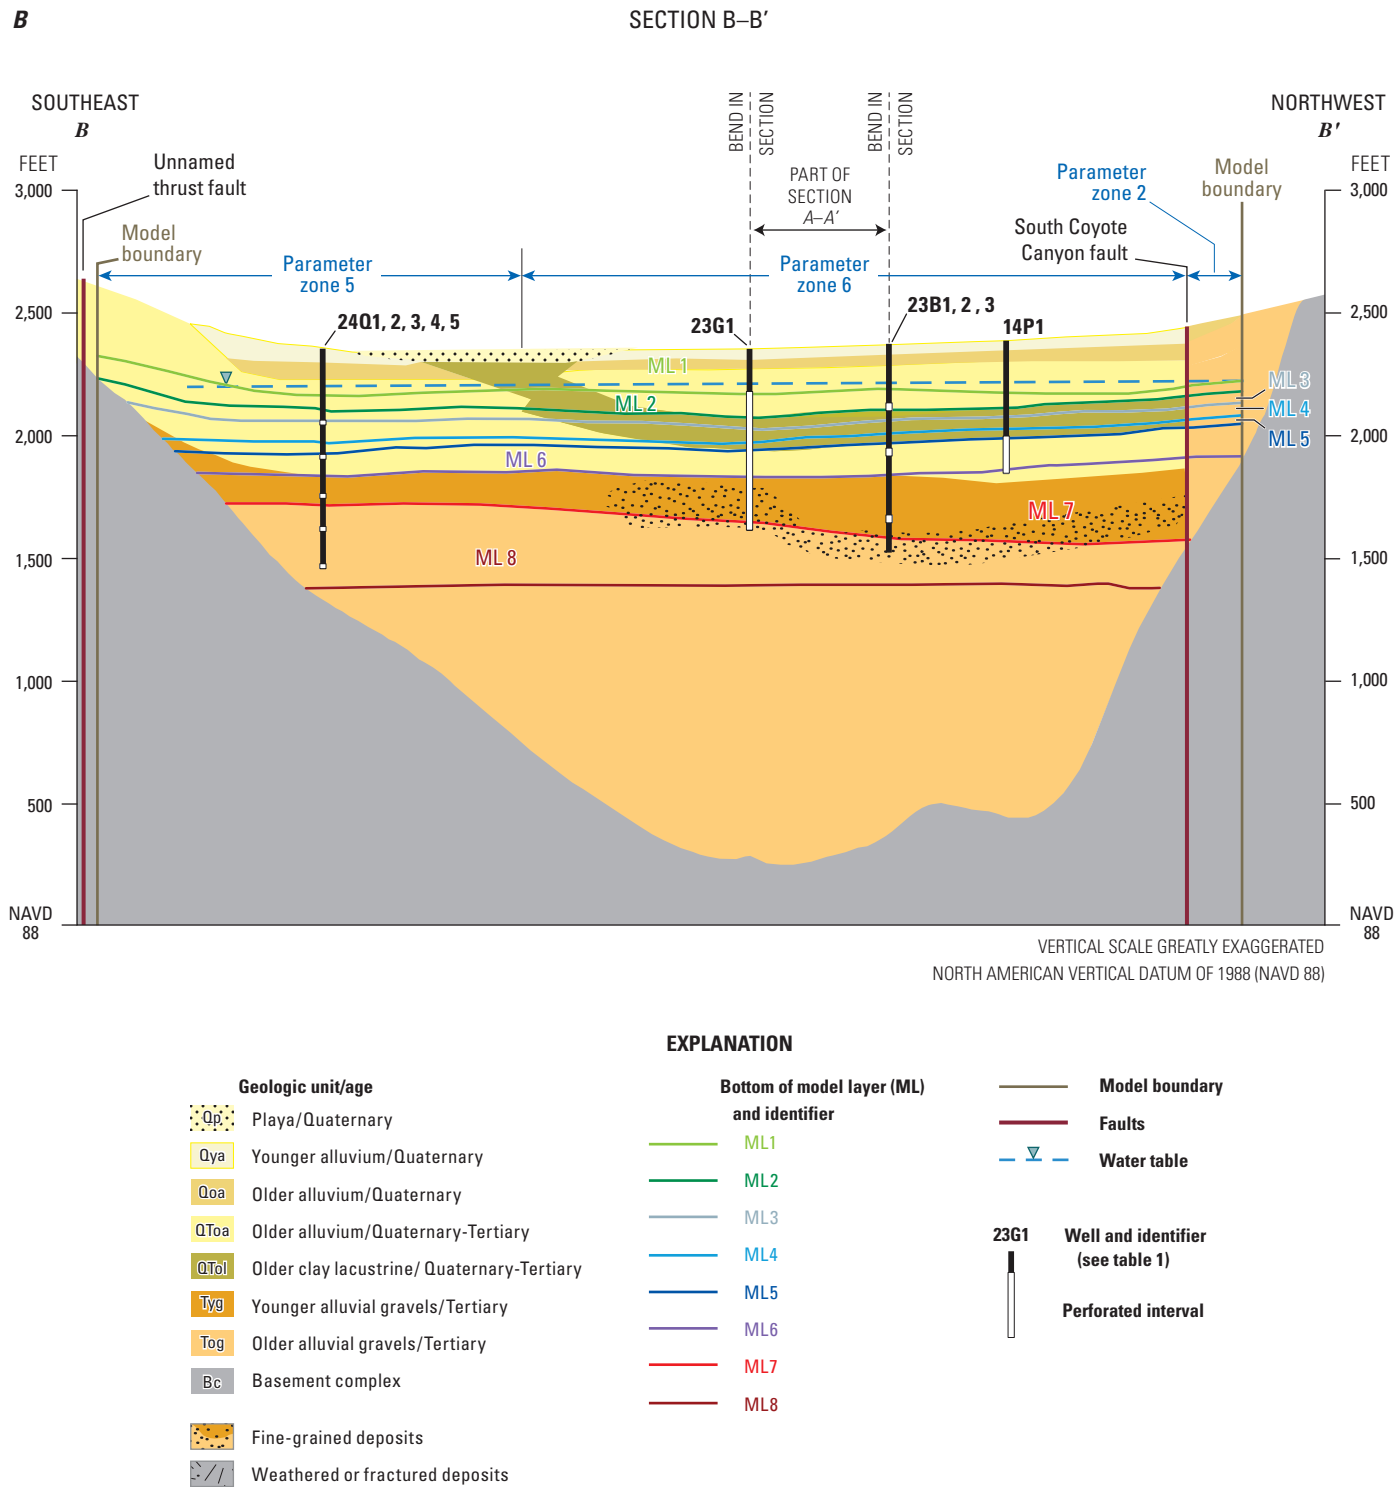 B
SECTION B–B′
SOUTHEAST
B
NORTHWEST
B′
BEND IN
SECTION
BEND IN
SECTION
FEET
FEET
Unnamed
thrust fault
Model
boundary
PART OF
SECTION
A–A′
Parameter
zone 2
Model
boundary
South Coyote
Canyon fault
Parameter
zone 5
Parameter
zone 6
24Q1, 2, 3, 4, 5
23G1
23B1, 2 , 3
14P1
3,000
2,500
2,000
1,500
1,000
500
NAVD
88
3,000
2,500
2,000
1,500
1,000
500
NAVD
88
ML 1
ML 2
ML 3
ML 4
ML 5
ML 6
ML 7
ML 8
VERTICAL SCALE GREATLY EXAGGERATED
NORTH AMERICAN VERTICAL DATUM OF 1988 (NAVD 88)
EXPLANATION
Geologic unit/age
Qp Playa/Quaternary
Qya Younger alluvium/Quaternary
Qoa Older alluvium/Quaternary
QToa Older alluvium/Quaternary-Tertiary
QTol Older clay lacustrine/ Quaternary-Tertiary
Tyg Younger alluvial gravels/Tertiary
Tog Older alluvial gravels/Tertiary
Bc Basement complex
Fine-grained deposits
Weathered or fractured deposits
Bottom of model layer (ML)
and identifier
ML1
ML2
ML3
ML4
ML5
ML6
ML7
ML8
Model boundary
Faults
Water table
23G1 Well and identifier
(see table 1)
Perforated interval